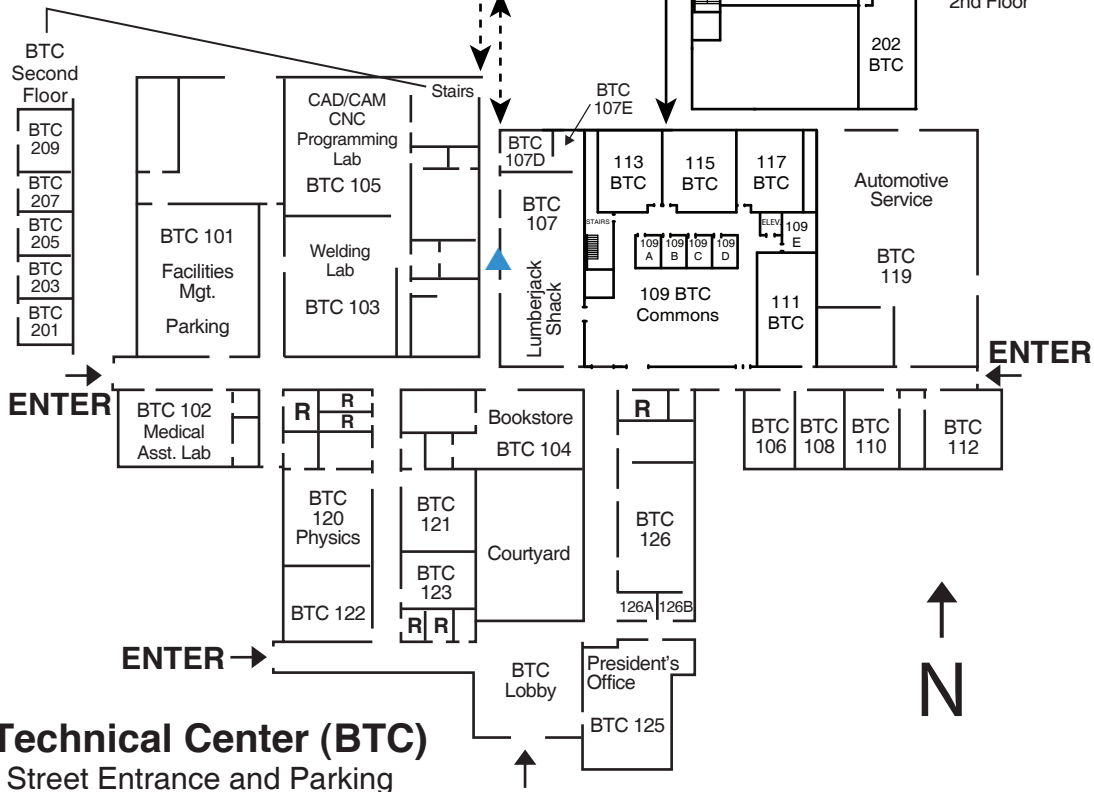 2nd Floor
202
BTC
BTC
Second
Floor
BTC
209
BTC
207
BTC
205
BTC
203
BTC
201
Stairs
CAD/CAM
CNC
Programming
Lab
BTC 105
BTC
107E
BTC
107D
113
BTC
115
BTC
117
BTC
Automotive
Service
BTC
119
BTC
107
Lumberjack
Shack
STAIRS
ELEV.
109
E
109
A
109
B
109
C
109
D
109 BTC
Commons
111
BTC
BTC 101
Facilities
Mgt.
Parking
Welding
Lab
BTC 103
ENTER
ENTER
BTC 102
Medical
Asst. Lab
R
R
R
Bookstore
BTC 104
R
BTC
106
BTC
108
BTC
110
BTC
112
BTC
120
Physics
BTC
121
Courtyard
BTC
126
BTC 122
BTC
123
R
R
126A
126B
ENTER
BTC
Lobby
President's
Office
BTC 125
N
Technical Center (BTC)
Street Entrance and Parking